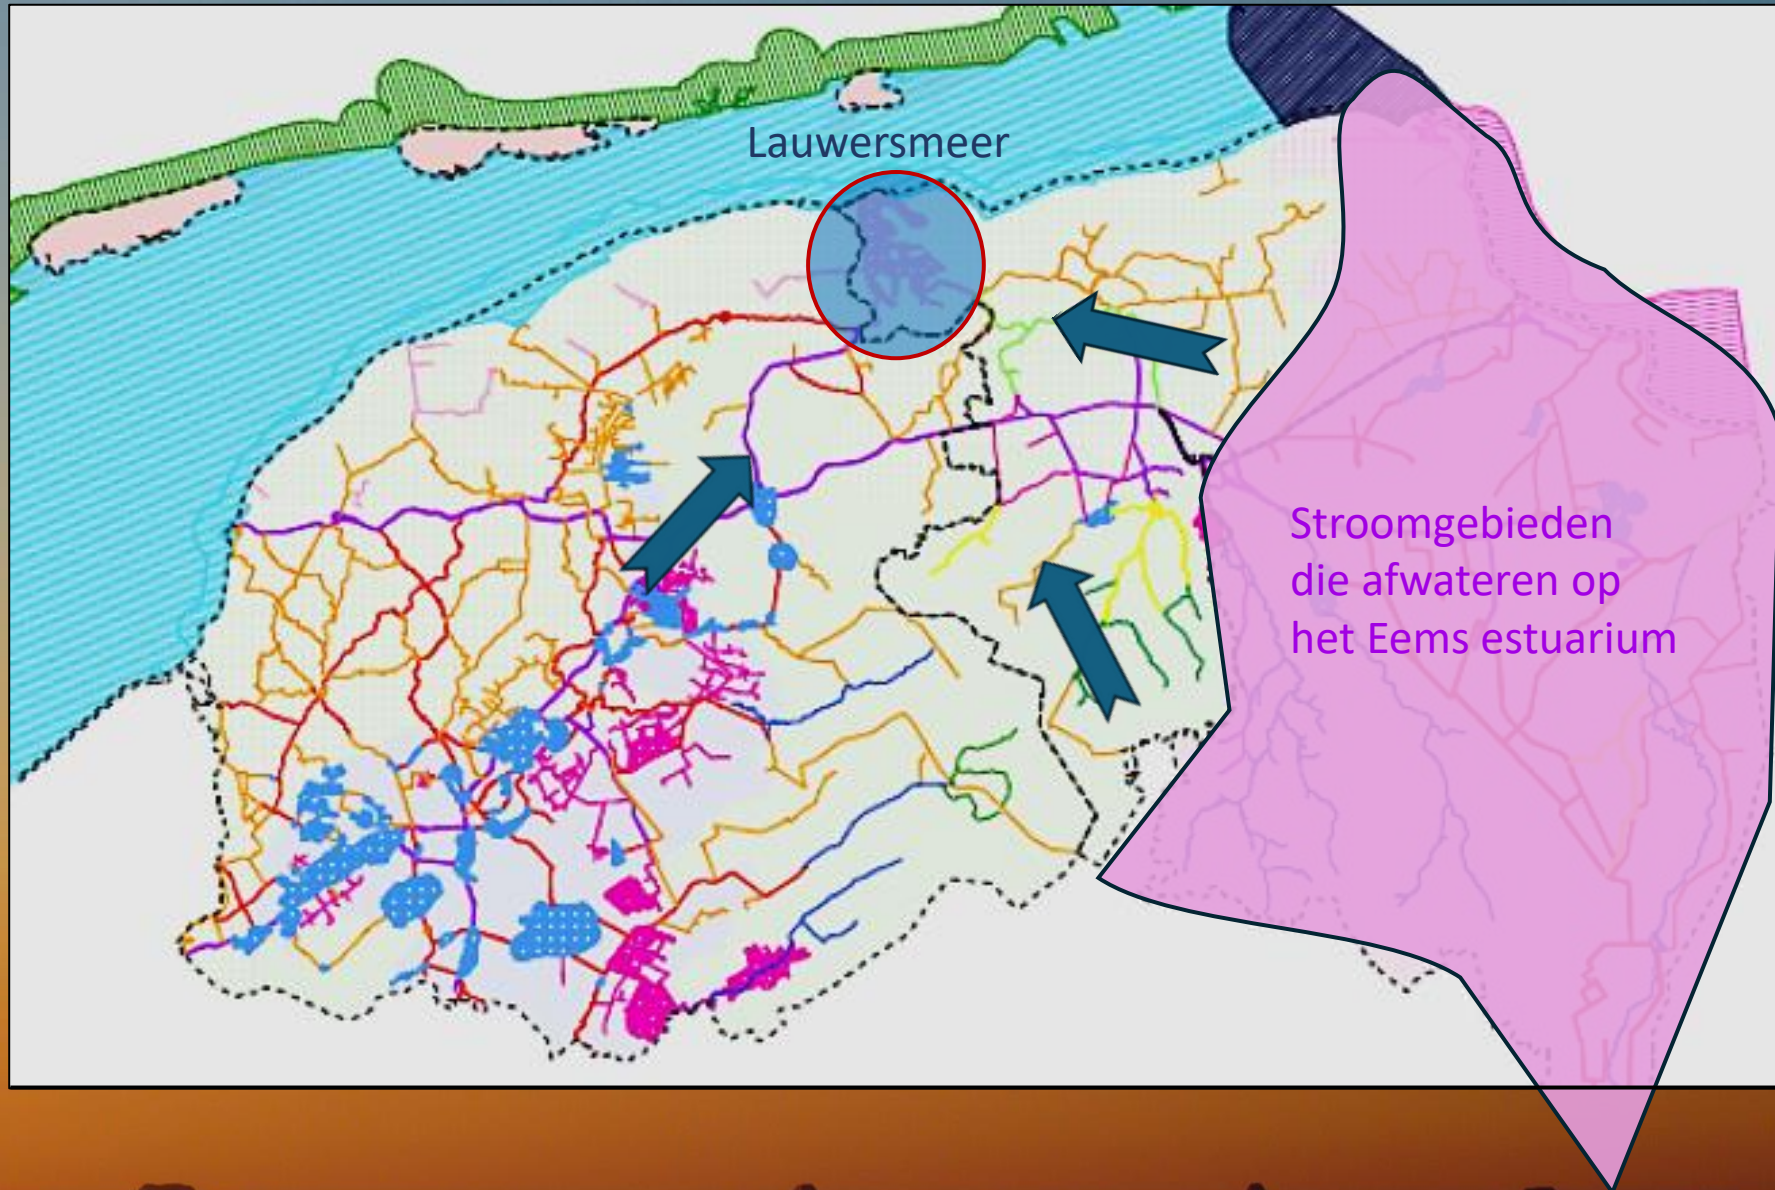 Lauwersmeer
Stroomgebieden
die afwateren op
het Eems estuarium